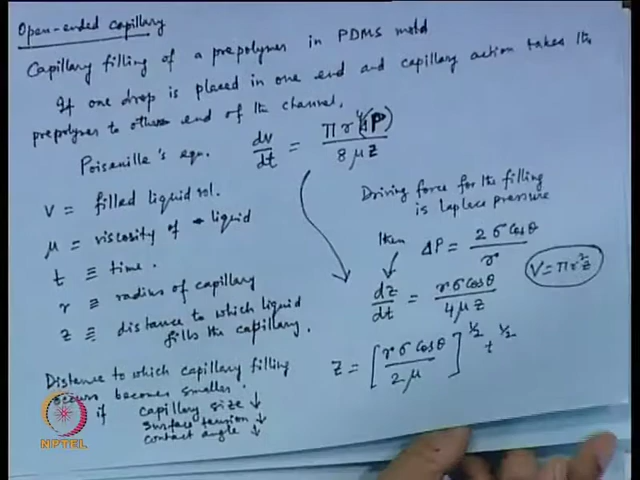 Open-ended capillary
Capillary filling of a prepolymer in PDMS mold
If one drop is placed in one end and capillary action takes the
prepolymer to other end of the channel.
Poiseuille's eqn. dv/dt = πr⁴(ΔP) / 8μz
V = filled liquid vol.
μ = viscosity of liquid
t ≡ time.
r ≡ radius of capillary
z ≡ distance to which liquid
fills the capillary.
Driving force for the filling
is laplace pressure
then ΔP = 2σ cosθ / r
V = πr²z
dz/dt = rσ cosθ / 4μz
z = [rσ cosθ / 2μ]^1/2 t^1/2
Distance to which capillary filling
occurs becomes smaller.
if capillary size ↓
surface tension ↓
contact angle ↓
NPTEL